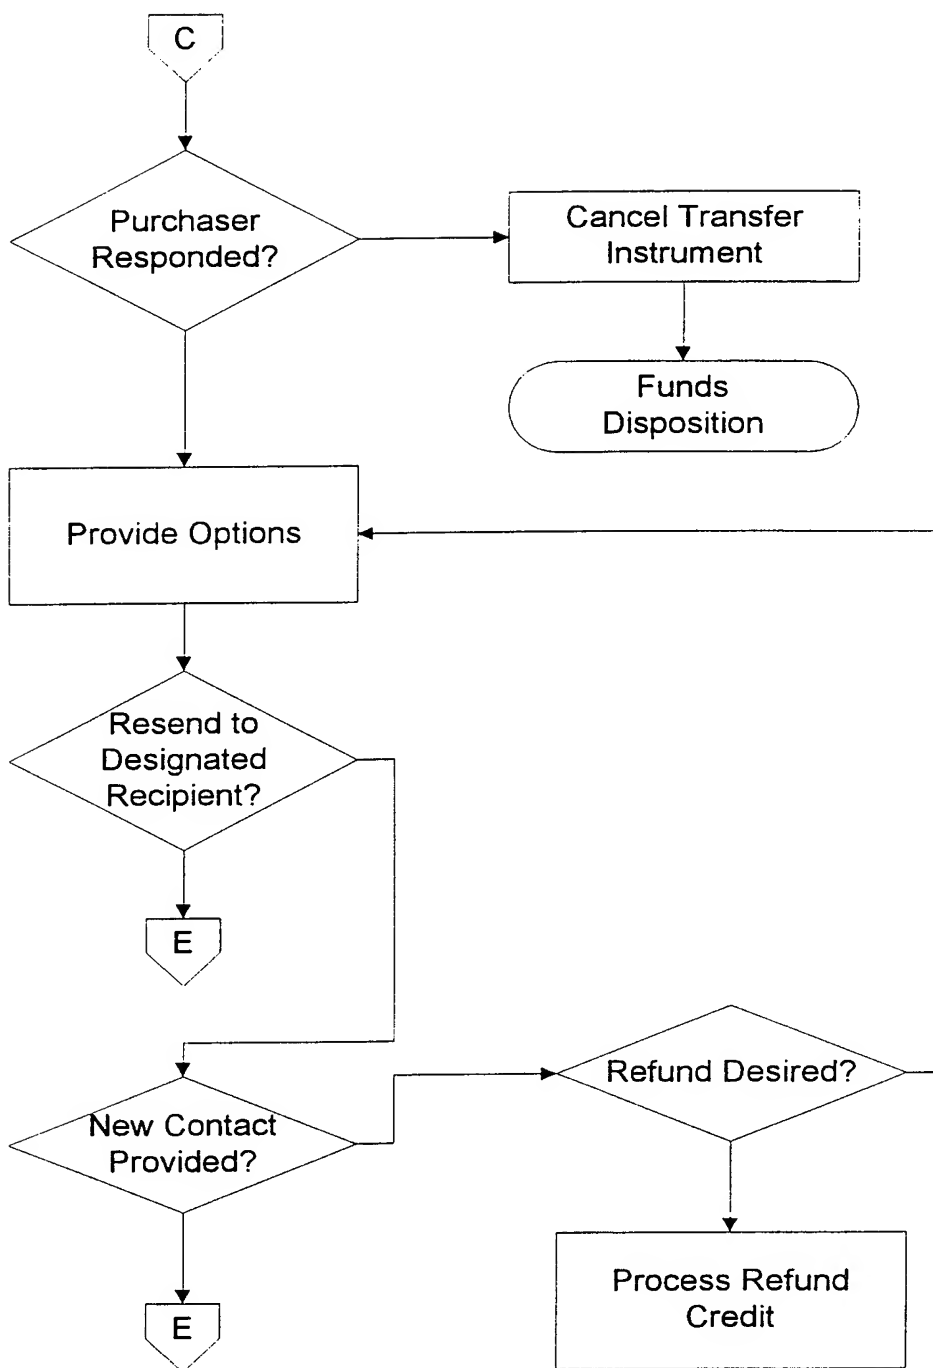 C
Purchaser
Responded?
Cancel Transfer
Instrument
Funds
Disposition
Provide Options
Resend to
Designated
Recipient?
E
Refund Desired?
New Contact
Provided?
Process Refund
Credit
E